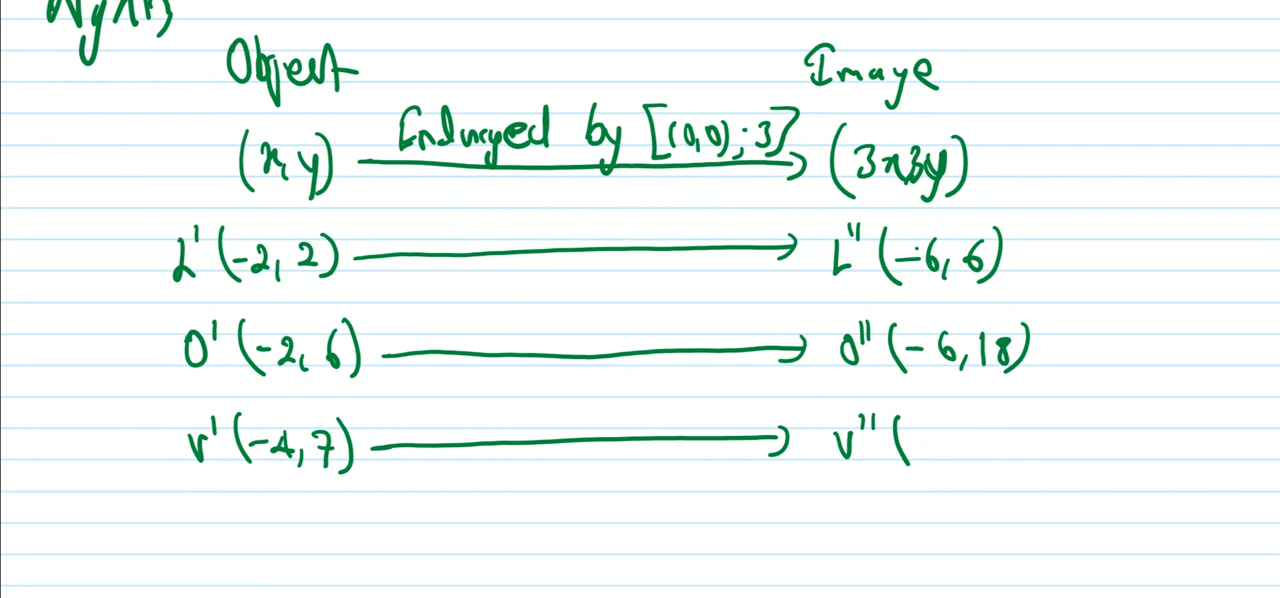 Object Image
(x, y) Enlarged by [(0,0); 3] (3x, 3y)
L' (-2, 2) L'' (-6, 6)
O' (-2, 6) O'' (-6, 18)
V' (-4, 7) V'' (